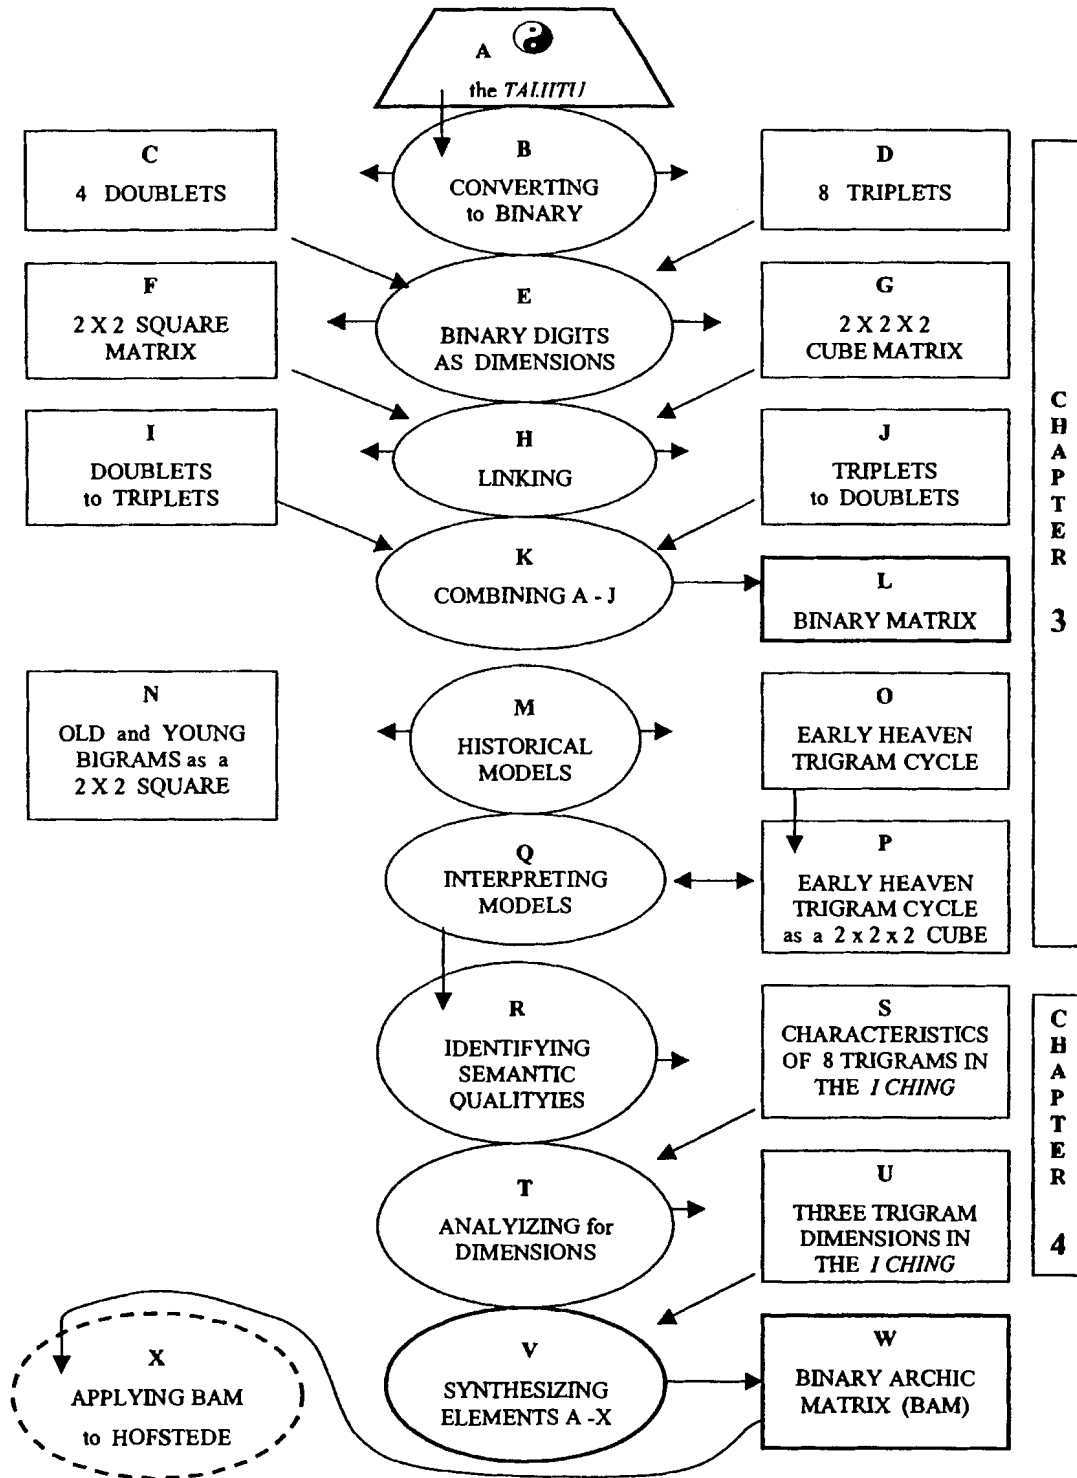 A
the TAIJITU
B
CONVERTING
to BINARY
C
4 DOUBLETS
D
8 TRIPLETS
E
BINARY DIGITS
AS DIMENSIONS
F
2 X 2 SQUARE
MATRIX
G
2 X 2 X 2
CUBE MATRIX
H
LINKING
I
DOUBLETS
to TRIPLETS
J
TRIPLETS
to DOUBLETS
K
COMBINING A - J
L
BINARY MATRIX
CHAPTER 3
M
HISTORICAL
MODELS
N
OLD and YOUNG
BIGRAMS as a
2 X 2 SQUARE
O
EARLY HEAVEN
TRIGRAM CYCLE
P
EARLY HEAVEN
TRIGRAM CYCLE
as a 2 x 2 x 2 CUBE
Q
INTERPRETING
MODELS
R
IDENTIFYING
SEMANTIC
QUALITYIES
S
CHARACTERISTICS
OF 8 TRIGRAMS IN
THE I CHING
T
ANALYIZING for
DIMENSIONS
U
THREE TRIGRAM
DIMENSIONS IN
THE I CHING
CHAPTER 4
V
SYNTHESIZING
ELEMENTS A -X
W
BINARY ARCHIC
MATRIX (BAM)
X
APPLYING BAM
to HOFSTEDE